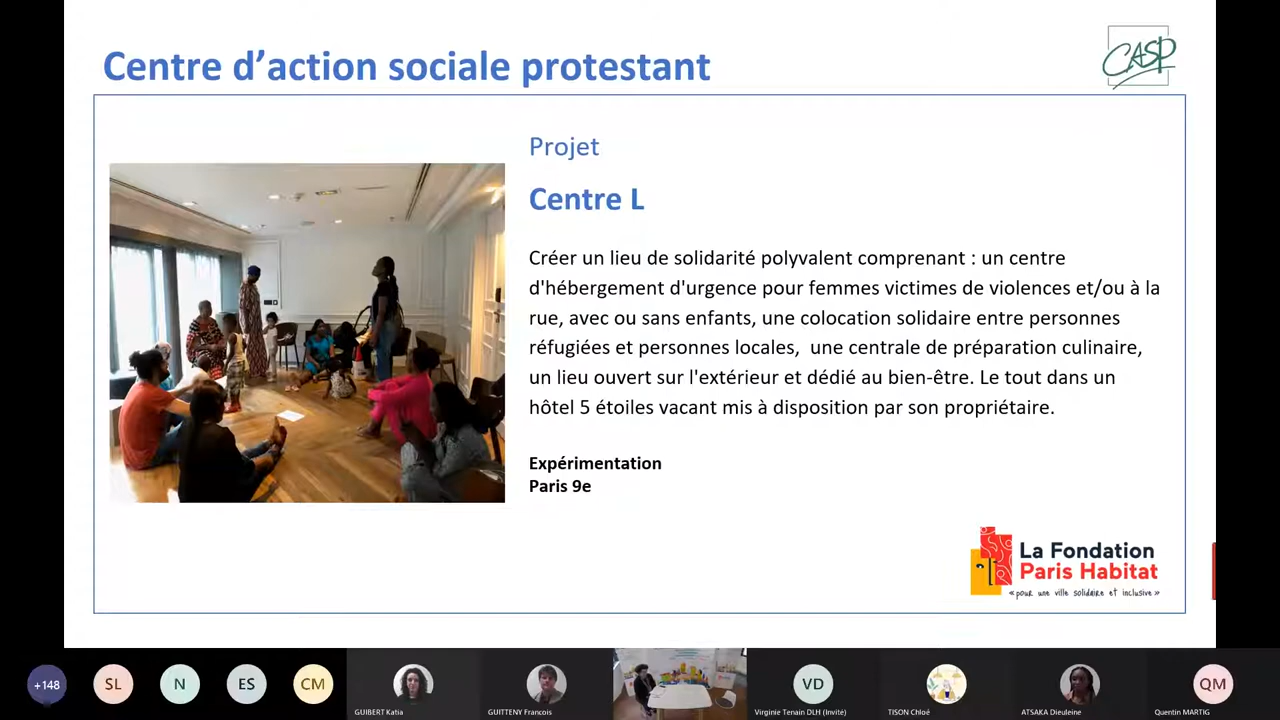 Centre d’action sociale protestant
CASP
Projet
Centre L
Créer un lieu de solidarité polyvalent comprenant : un centre
d'hébergement d'urgence pour femmes victimes de violences et/ou à la
rue, avec ou sans enfants, une colocation solidaire entre personnes
réfugiées et personnes locales, une centrale de préparation culinaire,
un lieu ouvert sur l'extérieur et dédié au bien-être. Le tout dans un
hôtel 5 étoiles vacant mis à disposition par son propriétaire.
Expérimentation
Paris 9e
La Fondation
Paris Habitat
«pour une ville solidaire et inclusive»
+148
SL
N
ES
CM
VD
QM
GUIBERT Katia
GUITTENY Francois
Virginie Tenain DLH (Invité)
TISON Chloé
ATSAKA Dieuleine
Quentin MARTIG